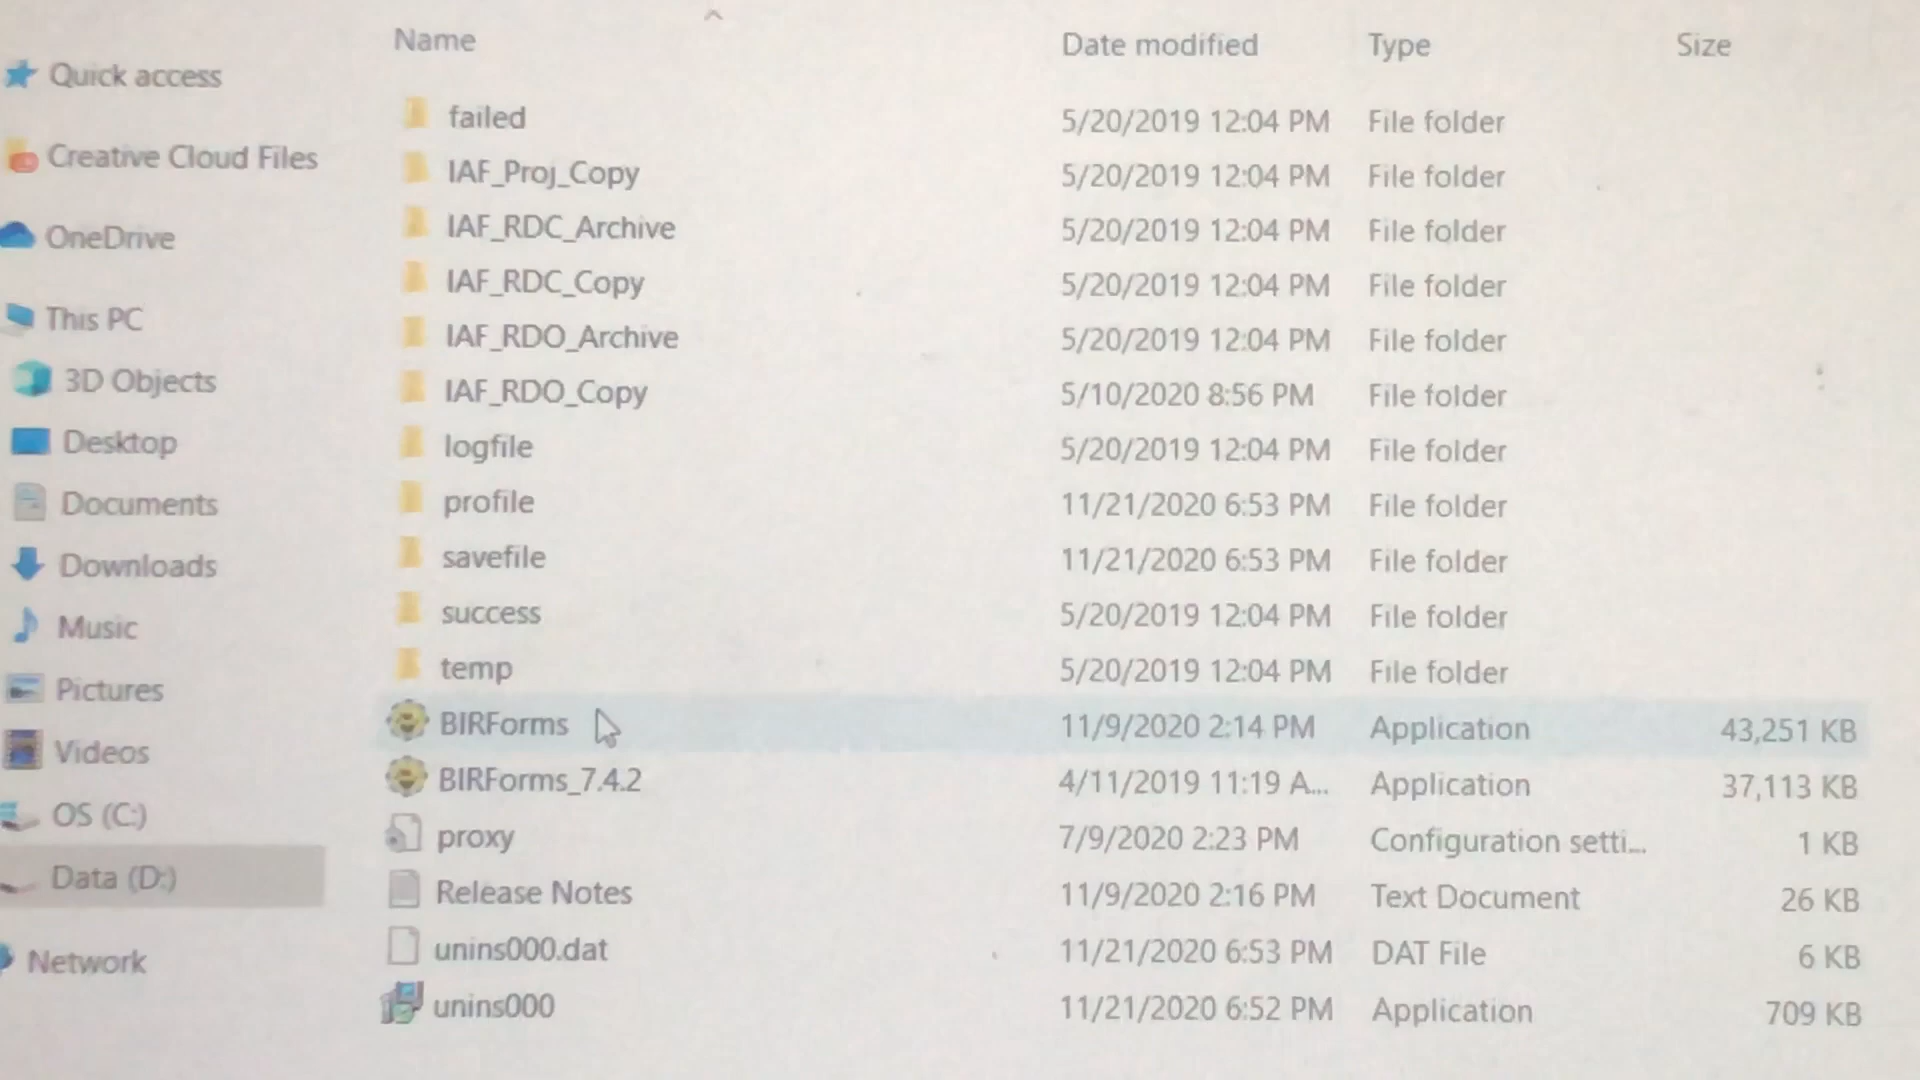 Name Date modified Type Size
Quick access
Creative Cloud Files
OneDrive
This PC
3D Objects
Desktop
Documents
Downloads
Music
Pictures
Videos
OS (C:)
Data (D:)
Network
failed 5/20/2019 12:04 PM File folder
IAF_Proj_Copy 5/20/2019 12:04 PM File folder
IAF_RDC_Archive 5/20/2019 12:04 PM File folder
IAF_RDC_Copy 5/20/2019 12:04 PM File folder
IAF_RDO_Archive 5/20/2019 12:04 PM File folder
IAF_RDO_Copy 5/10/2020 8:56 PM File folder
logfile 5/20/2019 12:04 PM File folder
profile 11/21/2020 6:53 PM File folder
savefile 11/21/2020 6:53 PM File folder
success 5/20/2019 12:04 PM File folder
temp 5/20/2019 12:04 PM File folder
BIRForms 11/9/2020 2:14 PM Application 43,251 KB
BIRForms_7.4.2 4/11/2019 11:19 A... Application 37,113 KB
proxy 7/9/2020 2:23 PM Configuration setti... 1 KB
Release Notes 11/9/2020 2:16 PM Text Document 26 KB
unins000.dat 11/21/2020 6:53 PM DAT File 6 KB
unins000 11/21/2020 6:52 PM Application 709 KB